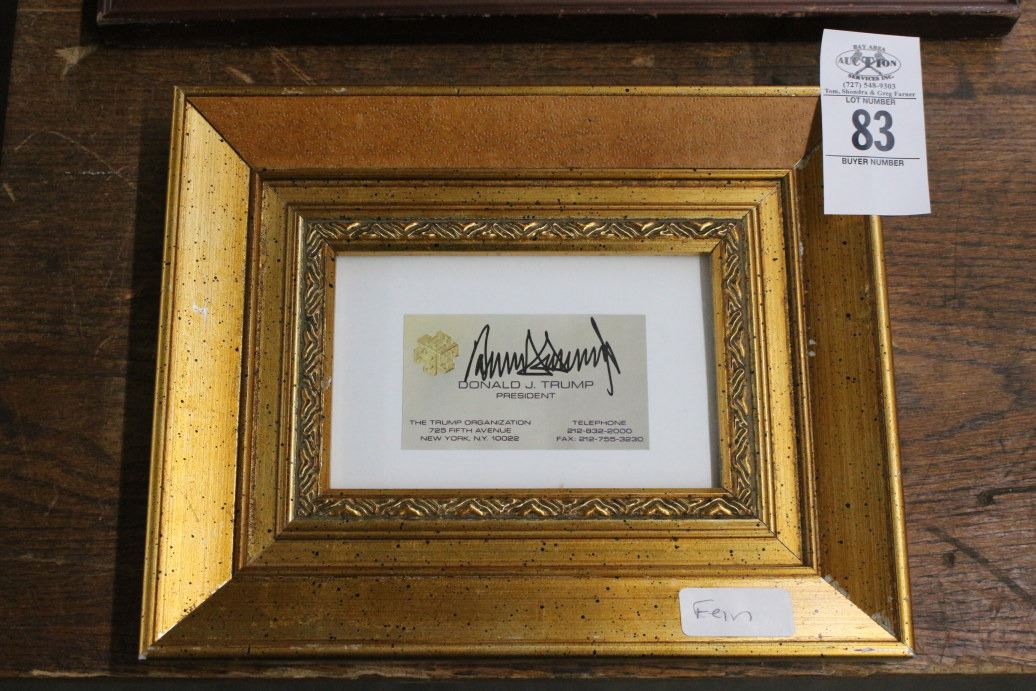 BAY AREA
AUCTION
SERVICES INC.
(727) 548-9303
Tom, Shondra & Greg Farner
LOT NUMBER
83
BUYER NUMBER
DONALD J. TRUMP
PRESIDENT
THE TRUMP ORGANIZATION
725 FIFTH AVENUE
NEW YORK, N.Y. 10022
TELEPHONE
212-832-2000
FAX: 212-755-3230
Fein